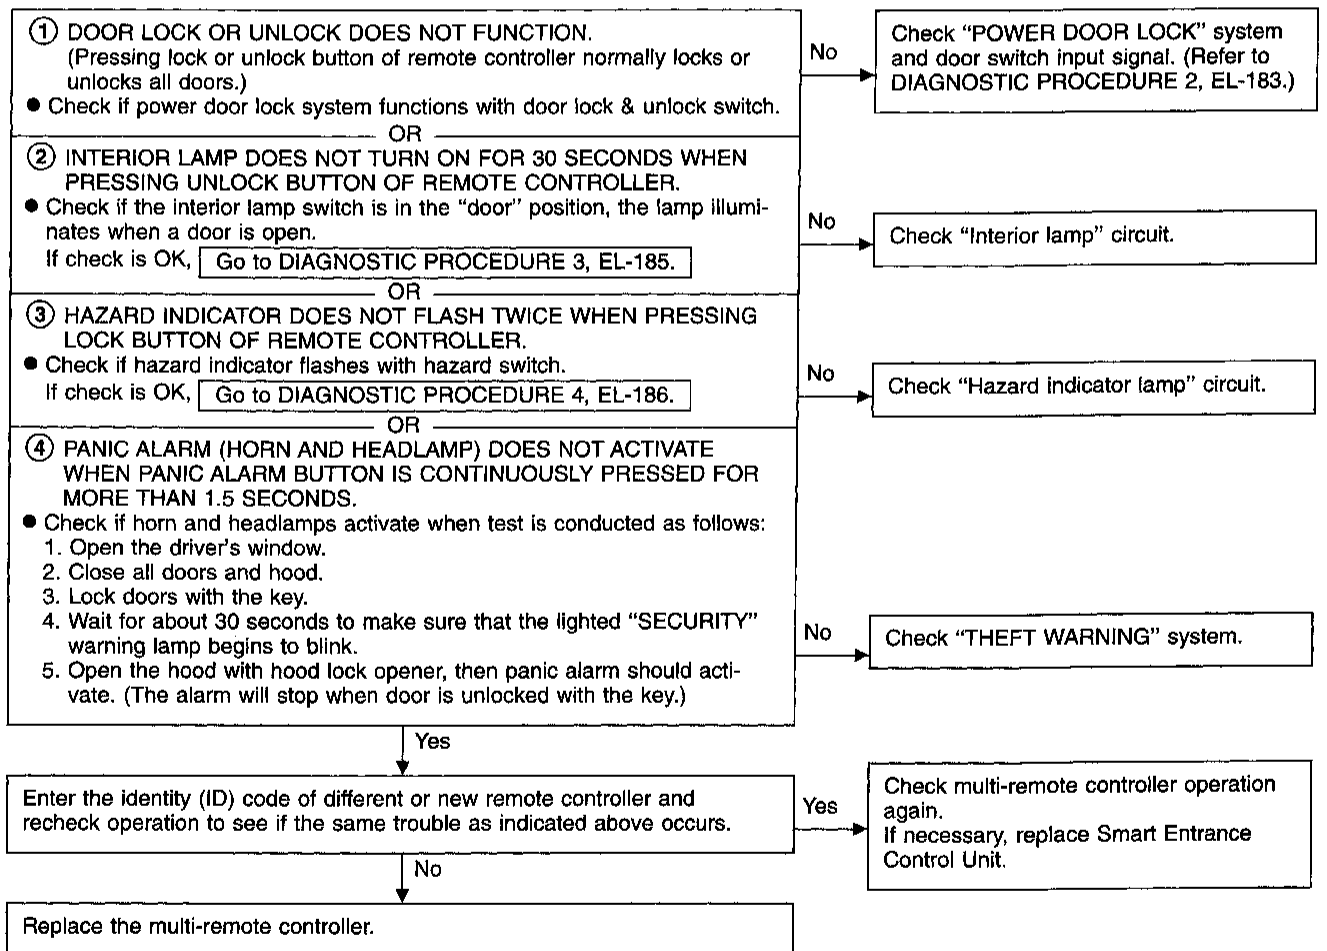 ① DOOR LOCK OR UNLOCK DOES NOT FUNCTION.
(Pressing lock or unlock button of remote controller normally locks or
unlocks all doors.)
● Check if power door lock system functions with door lock & unlock switch.
No
Check “POWER DOOR LOCK” system
and door switch input signal. (Refer to
DIAGNOSTIC PROCEDURE 2, EL-183.)
OR
② INTERIOR LAMP DOES NOT TURN ON FOR 30 SECONDS WHEN
PRESSING UNLOCK BUTTON OF REMOTE CONTROLLER.
● Check if the interior lamp switch is in the “door” position, the lamp illumi-
nates when a door is open.
If check is OK, Go to DIAGNOSTIC PROCEDURE 3, EL-185.
No
Check “Interior lamp” circuit.
OR
③ HAZARD INDICATOR DOES NOT FLASH TWICE WHEN PRESSING
LOCK BUTTON OF REMOTE CONTROLLER.
● Check if hazard indicator flashes with hazard switch.
If check is OK, Go to DIAGNOSTIC PROCEDURE 4, EL-186.
No
Check “Hazard indicator lamp” circuit.
OR
④ PANIC ALARM (HORN AND HEADLAMP) DOES NOT ACTIVATE
WHEN PANIC ALARM BUTTON IS CONTINUOUSLY PRESSED FOR
MORE THAN 1.5 SECONDS.
● Check if horn and headlamps activate when test is conducted as follows:
1. Open the driver’s window.
2. Close all doors and hood.
3. Lock doors with the key.
4. Wait for about 30 seconds to make sure that the lighted “SECURITY”
warning lamp begins to blink.
5. Open the hood with hood lock opener, then panic alarm should acti-
vate. (The alarm will stop when door is unlocked with the key.)
No
Check “THEFT WARNING” system.
Yes
Enter the identity (ID) code of different or new remote controller and
recheck operation to see if the same trouble as indicated above occurs.
Yes
Check multi-remote controller operation
again.
If necessary, replace Smart Entrance
Control Unit.
No
Replace the multi-remote controller.